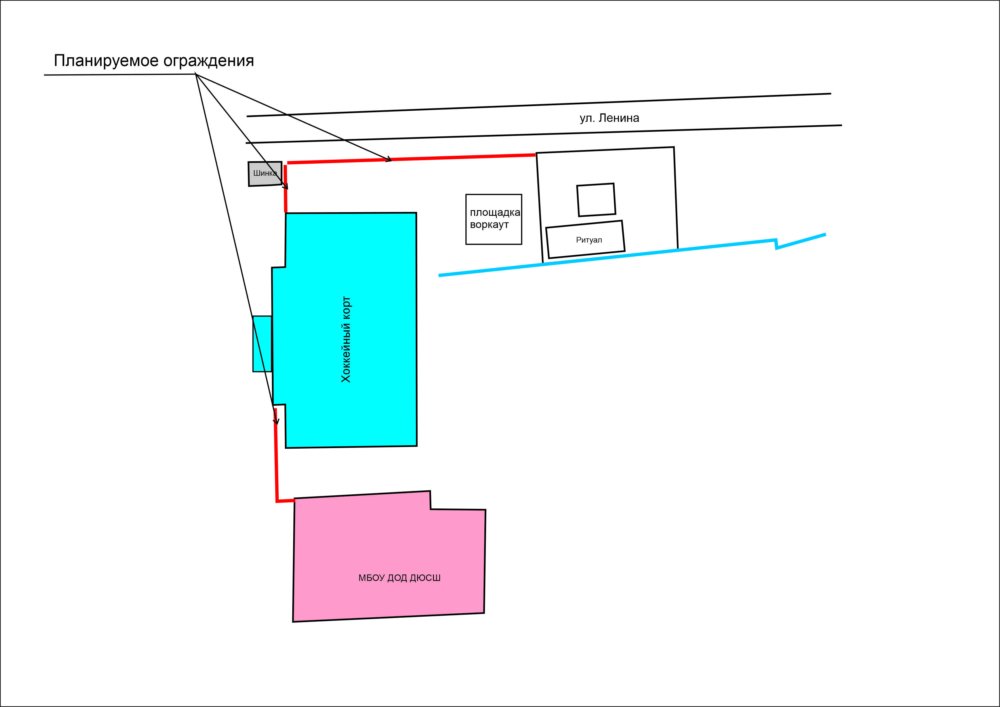 Планируемое ограждения
ул. Ленина
Шинка
площадка
воркаут
Ритуал
Хоккейный корт
МБОУ ДОД ДЮСШ